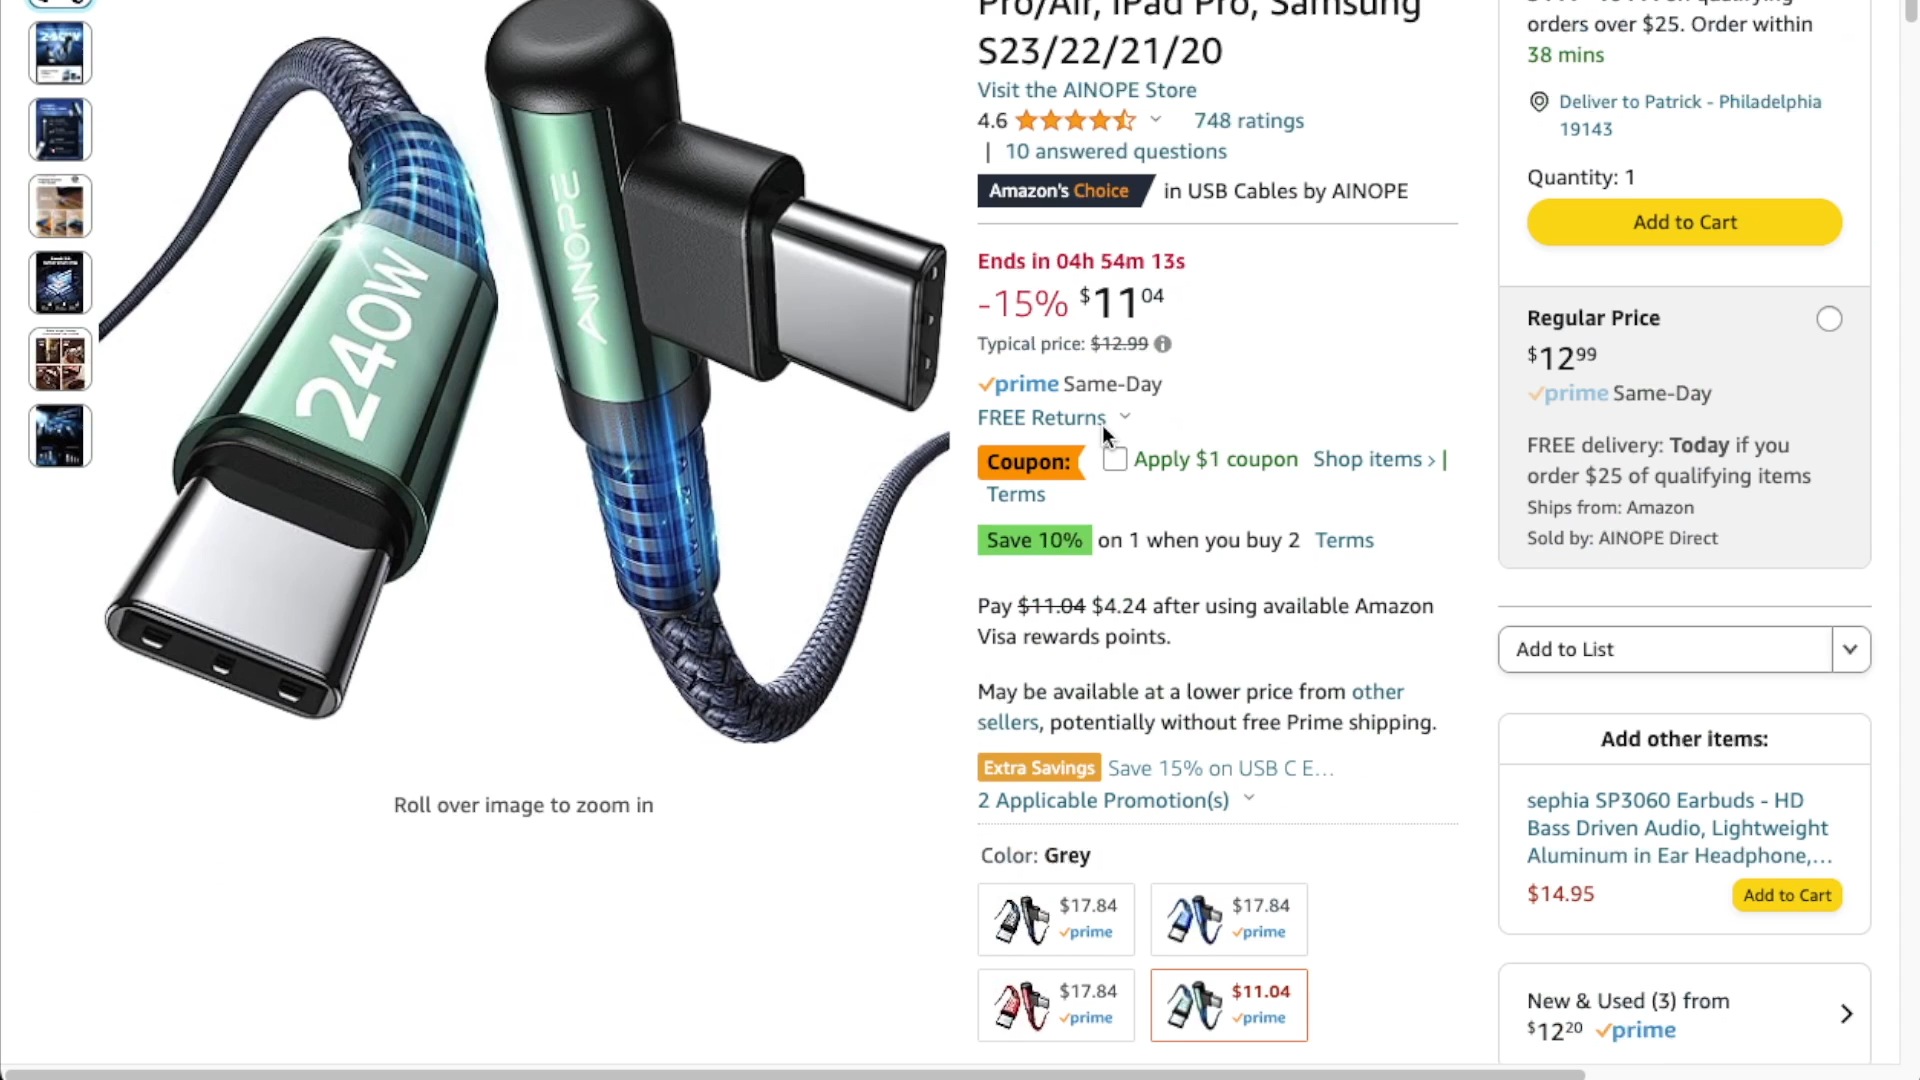 Pro/Air, iPad Pro, Samsung
S23/22/21/20
Visit the AINOPE Store
4.6 748 ratings
| 10 answered questions
Amazon's Choice in USB Cables by AINOPE
Ends in 04h 54m 13s
-15% $11 04
Typical price: $12.99
prime Same-Day
FREE Returns
Coupon: Apply $1 coupon Shop items › |
Terms
Save 10% on 1 when you buy 2 Terms
Pay $11.04 $4.24 after using available Amazon
Visa rewards points.
May be available at a lower price from other
sellers, potentially without free Prime shipping.
Extra Savings Save 15% on USB C E...
2 Applicable Promotion(s)
Color: Grey
$17.84 $17.84
prime prime
$17.84 $11.04
prime prime
240W
AINOPE
Roll over image to zoom in
orders over $25. Order within
38 mins
Deliver to Patrick - Philadelphia
19143
Quantity: 1
Add to Cart
Regular Price
$12 99
prime Same-Day
FREE delivery: Today if you
order $25 of qualifying items
Ships from: Amazon
Sold by: AINOPE Direct
Add to List
Add other items:
sephia SP3060 Earbuds - HD
Bass Driven Audio, Lightweight
Aluminum in Ear Headphone,...
$14.95 Add to Cart
New & Used (3) from
$12 20 prime